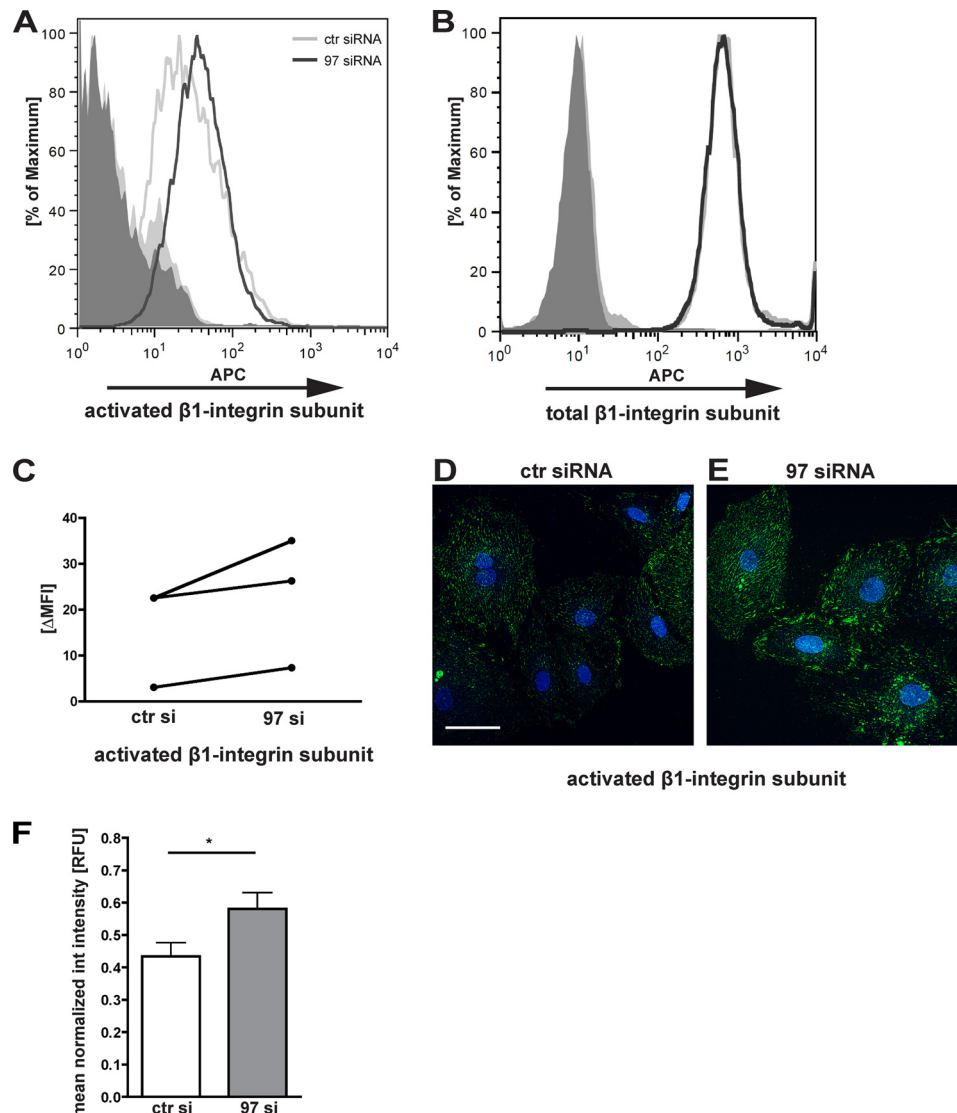 A
ctr siRNA
97 siRNA
[% of Maximum]
100
80
60
40
20
0
10⁰ 10¹ 10² 10³ 10⁴
APC
activated β1-integrin subunit
B
[% of Maximum]
100
80
60
40
20
0
10⁰ 10¹ 10² 10³ 10⁴
APC
total β1-integrin subunit
C
[ΔMFI]
40
30
20
10
0
ctr si 97 si
activated β1-integrin subunit
D ctr siRNA
E 97 siRNA
activated β1-integrin subunit
F
mean normalized int intensity [RFU]
0.8
0.7
0.6
0.5
0.4
0.3
0.2
0.1
0.0
*
ctr si 97 si